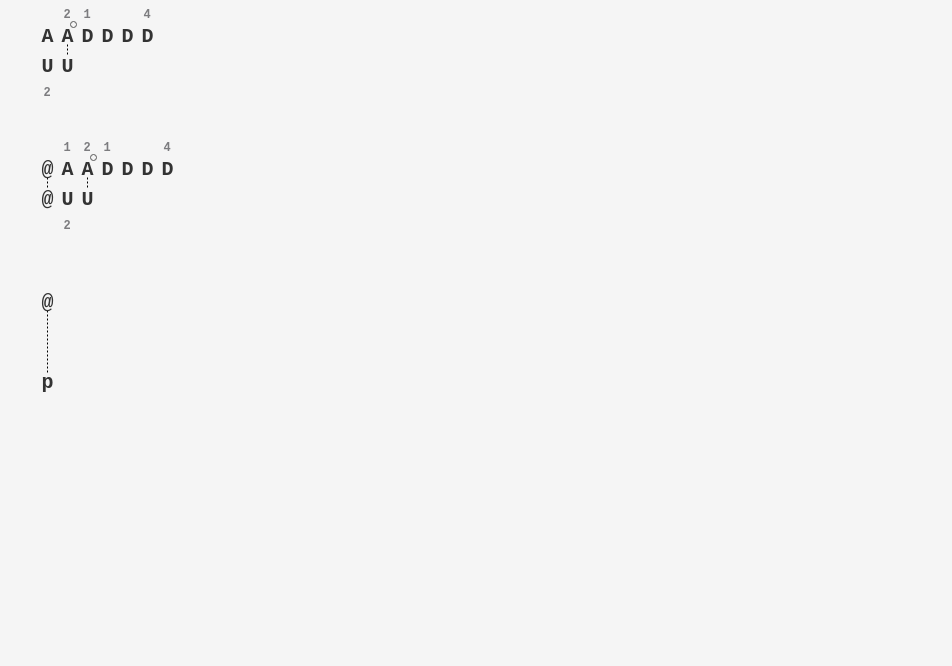 2 1 4
A A D D D D
U U
2
1 2 1 4
@ A A D D D D
@ U U
2
@
p